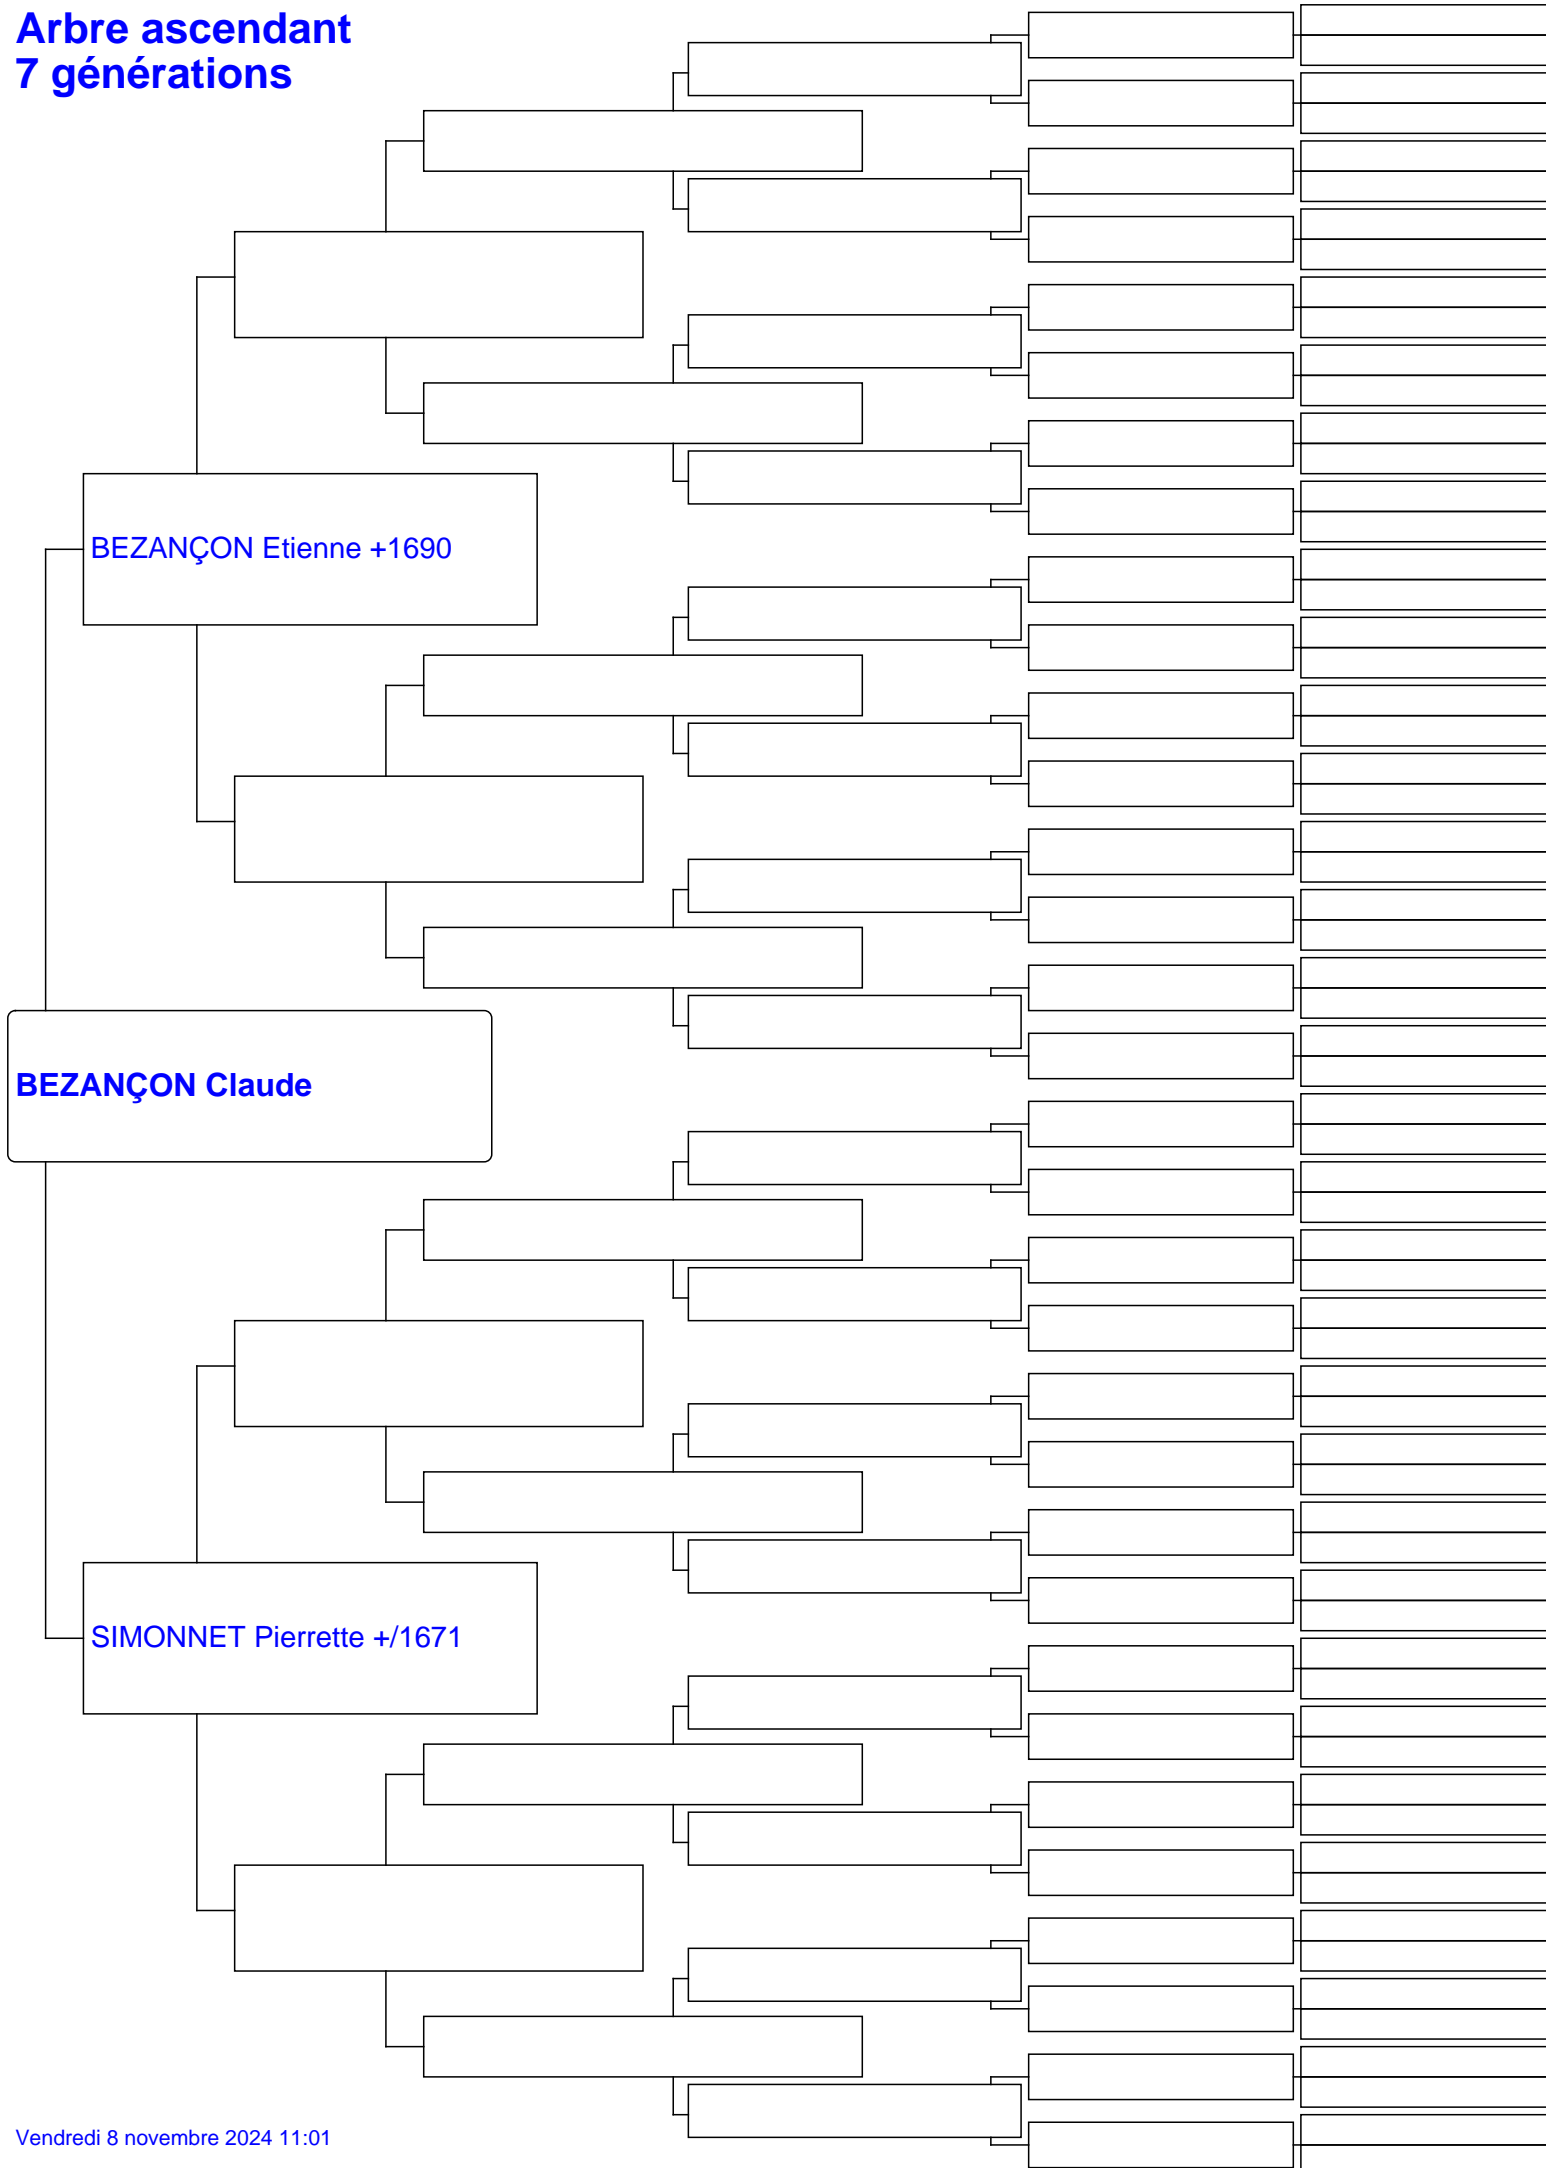 Arbre ascendant
7 générations
BEZANÇON Etienne +1690
BEZANÇON Claude
SIMONNET Pierrette +/1671
Vendredi 8 novembre 2024 11:01